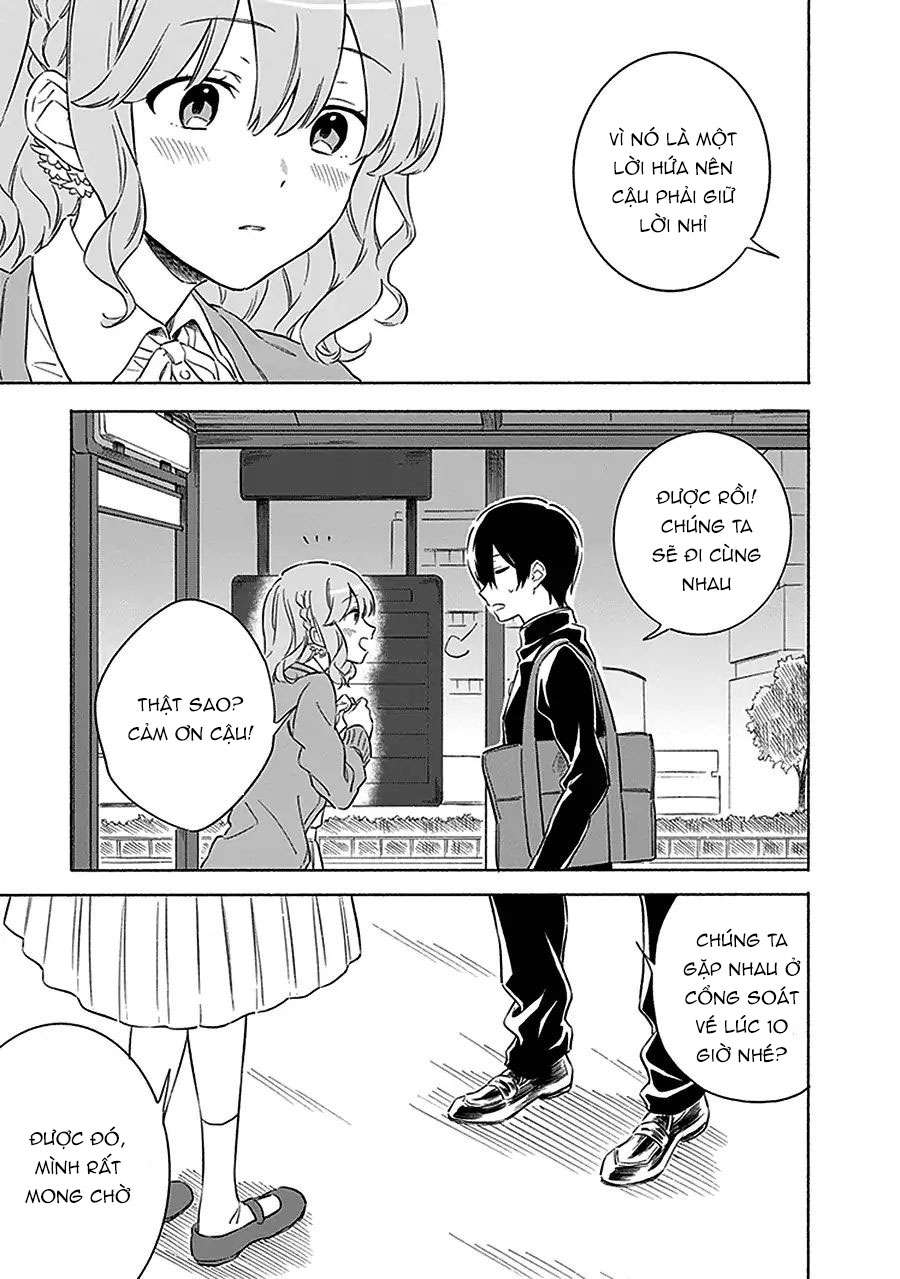 VÌ NÓ LÀ MỘT
LỜI HỨA NÊN
CẬU PHẢI GIỮ
LỜI NHỈ
ĐƯỢC RỒI!
CHÚNG TA
SẼ ĐI CÙNG
NHAU
THẬT SAO?
CẢM ƠN CẬU!
CHÚNG TA
GẶP NHAU Ở
CỔNG SOÁT
VÉ LÚC 10
GIỜ NHÉ?
ĐƯỢC ĐÓ,
MÌNH RẤT
MONG CHỜ